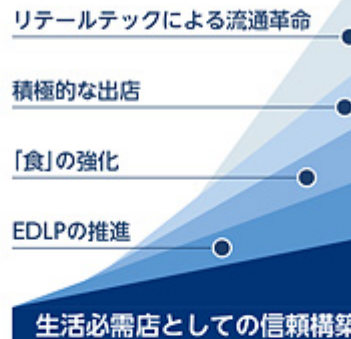 リテールテックによる流通革命
積極的な出店
「食」の強化
EDLPの推進
生活必需店としての信頼構築